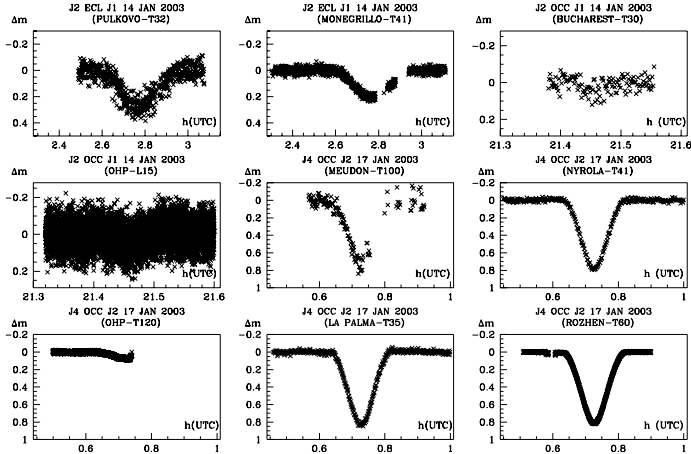 J2 ECL J1 14 JAN 2003
(PULKOVO-T32)
Δm
-0.2
0
0.2
0.4
h(UTC)
2.4 2.6 2.8 3
J2 ECL J1 14 JAN 2003
(MONEGRILLO-T41)
Δm
-0.2
0
0.2
0.4
h(UTC)
2.4 2.6 2.8 3
J2 OCC J1 14 JAN 2003
(BUCHAREST-T30)
Δm
-0.2
0
0.2
h(UTC)
21.3 21.4 21.5 21.6
J2 OCC J1 14 JAN 2003
(OHP-L15)
Δm
-0.2
0
0.2
h(UTC)
21.3 21.4 21.5 21.6
J4 OCC J2 17 JAN 2003
(MEUDON-T100)
Δm
-0.2
0
0.2
0.4
0.6
0.8
1
h(UTC)
0.6 0.8 1
J4 OCC J2 17 JAN 2003
(NYROLA-T41)
Δm
-0.2
0
0.2
0.4
0.6
0.8
1
h (UTC)
0.6 0.8 1
J4 OCC J2 17 JAN 2003
(OHP-T120)
Δm
-0.2
0
0.2
0.4
0.6
0.8
1
h(UTC)
0.6 0.8 1
J4 OCC J2 17 JAN 2003
(LA PALMA-T35)
Δm
-0.2
0
0.2
0.4
0.6
0.8
1
h(UTC)
0.6 0.8 1
J4 OCC J2 17 JAN 2003
(ROZHEN-T60)
Δm
-0.2
0
0.2
0.4
0.6
0.8
1
h (UTC)
0.6 0.8 1